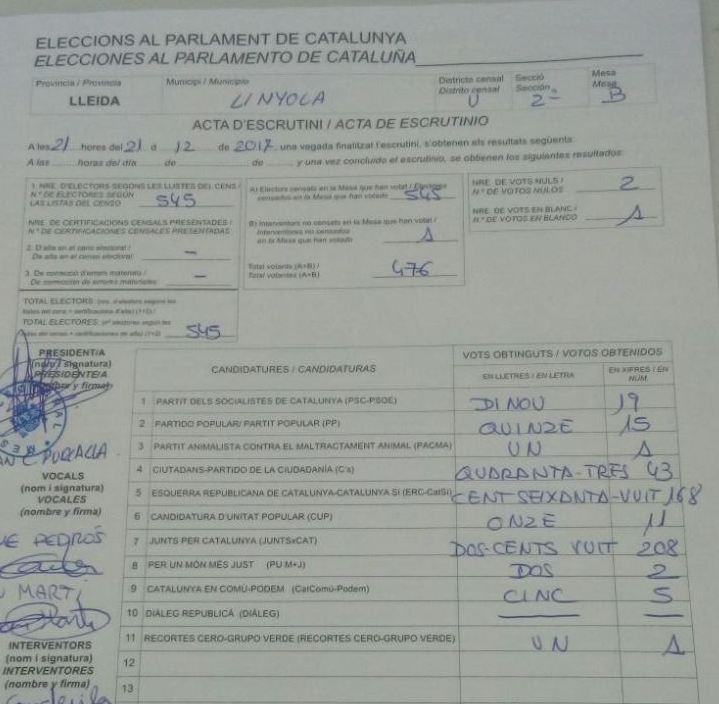 ELECCIONS AL PARLAMENT DE CATALUNYA
ELECCIONES AL PARLAMENTO DE CATALUÑA
Provincia / Provincia Municipi / Municipio Districte censal Secció Mesa
Distrito censal Sección Mesa
LLEIDA LINYOLA U 2- B
ACTA D'ESCRUTINI / ACTA DE ESCRUTINIO
A les 21 hores del 21 d 12 de 2017, una vegada finalitzat l'escrutini, s'obtenen els resultats següents:
A las horas del día de de y una vez concluido el escrutinio, se obtienen los siguientes resultados:
1. NRE. D'ELECTORS SEGONS LES LLISTES DEL CENS /
N.º DE ELECTORES SEGÚN
LAS LISTAS DEL CENSO 545
NRE. DE CERTIFICACIONS CENSALS PRESENTADES /
N.º DE CERTIFICACIONES CENSALES PRESENTADAS
2. D'alta en el cens electoral /
De alta en el censo electoral -
3. De correcció d'errors materials /
De corrección de errores materiales -
TOTAL ELECTORS: (nre. d'electors segons les
llistes del cens + certificacions d'alta) (1+2) /
TOTAL ELECTORES: (nº electores según las
listas del censo + certificaciones de alta) (1+2) 545
A) Electors censats en la Mesa que han votat / Electores
censados en la Mesa que han votado 545
B) Interventors no censats en la Mesa que han votat /
Interventores no censados
en la Mesa que han votado 1
Total votants (A+B) /
Total votantes (A+B) 476
NRE. DE VOTS NULS /
N.º DE VOTOS NULOS 2
NRE. DE VOTS EN BLANC /
N.º DE VOTOS EN BLANCO 1
PRESIDENT/A
(nom i signatura)
PRESIDENTE/A
(nombre y firma)
VOCALS
(nom i signatura)
VOCALES
(nombre y firma)
PEDRÓS
MARTÍ
INTERVENTORS
(nom i signatura)
INTERVENTORES
(nombre y firma)
CANDIDATURES / CANDIDATURAS VOTS OBTINGUTS / VOTOS OBTENIDOS
EN LLETRES / EN LETRA EN XIFRES / EN NÚM.
1 PARTIT DELS SOCIALISTES DE CATALUNYA (PSC-PSOE) DINOU 19
2 PARTIDO POPULAR/ PARTIT POPULAR (PP) QUINZE 15
3 PARTIT ANIMALISTA CONTRA EL MALTRACTAMENT ANIMAL (PACMA) UN 1
4 CIUTADANS-PARTIDO DE LA CIUDADANÍA (C's) QUARANTA-TRES 43
5 ESQUERRA REPUBLICANA DE CATALUNYA-CATALUNYA SÍ (ERC-CatSí) CENT SEIXANTA-VUIT 168
6 CANDIDATURA D'UNITAT POPULAR (CUP) ONZE 11
7 JUNTS PER CATALUNYA (JUNTSxCAT) DOS-CENTS VUIT 208
8 PER UN MÓN MÉS JUST (PU M+J) DOS 2
9 CATALUNYA EN COMÚ-PODEM (CatComú-Podem) CINC 5
10 DIÀLEG REPUBLICÀ (DIÀLEG)
11 RECORTES CERO-GRUPO VERDE (RECORTES CERO-GRUPO VERDE) UN 1
12
13